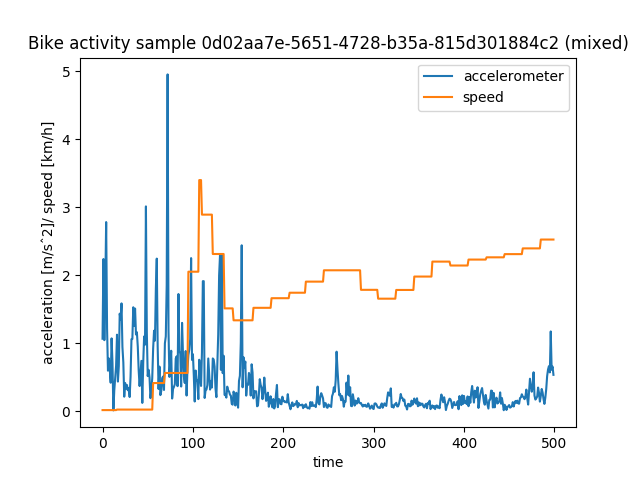 Bike activity sample 0d02aa7e-5651-4728-b35a-815d301884c2 (mixed)
accelerometer
speed
acceleration [m/s^2]/ speed [km/h]
5
4
3
2
1
0
0 100 200 300 400 500
time